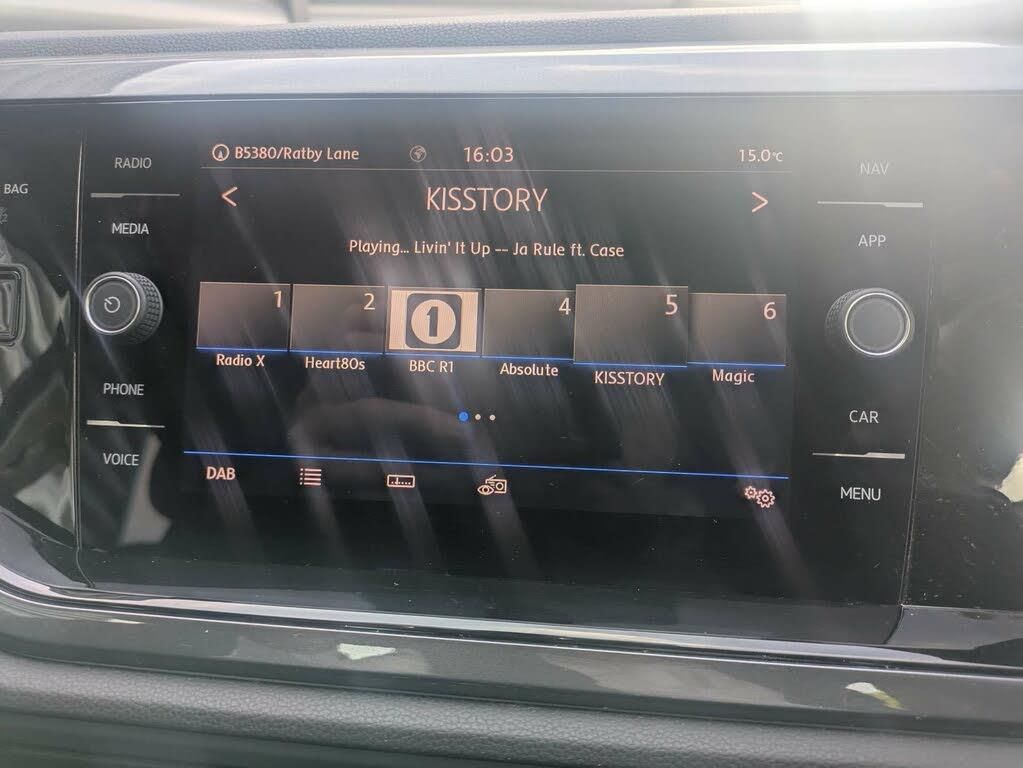 BAG
RADIO
MEDIA
PHONE
VOICE
B5380/Ratby Lane
16:03
15.0°C
< KISSTORY >
Playing... Livin' It Up -- Ja Rule ft. Case
1 2 1 4 5 6
Radio X Heart80s BBC R1 Absolute KISSTORY Magic
DAB
NAV
APP
CAR
MENU